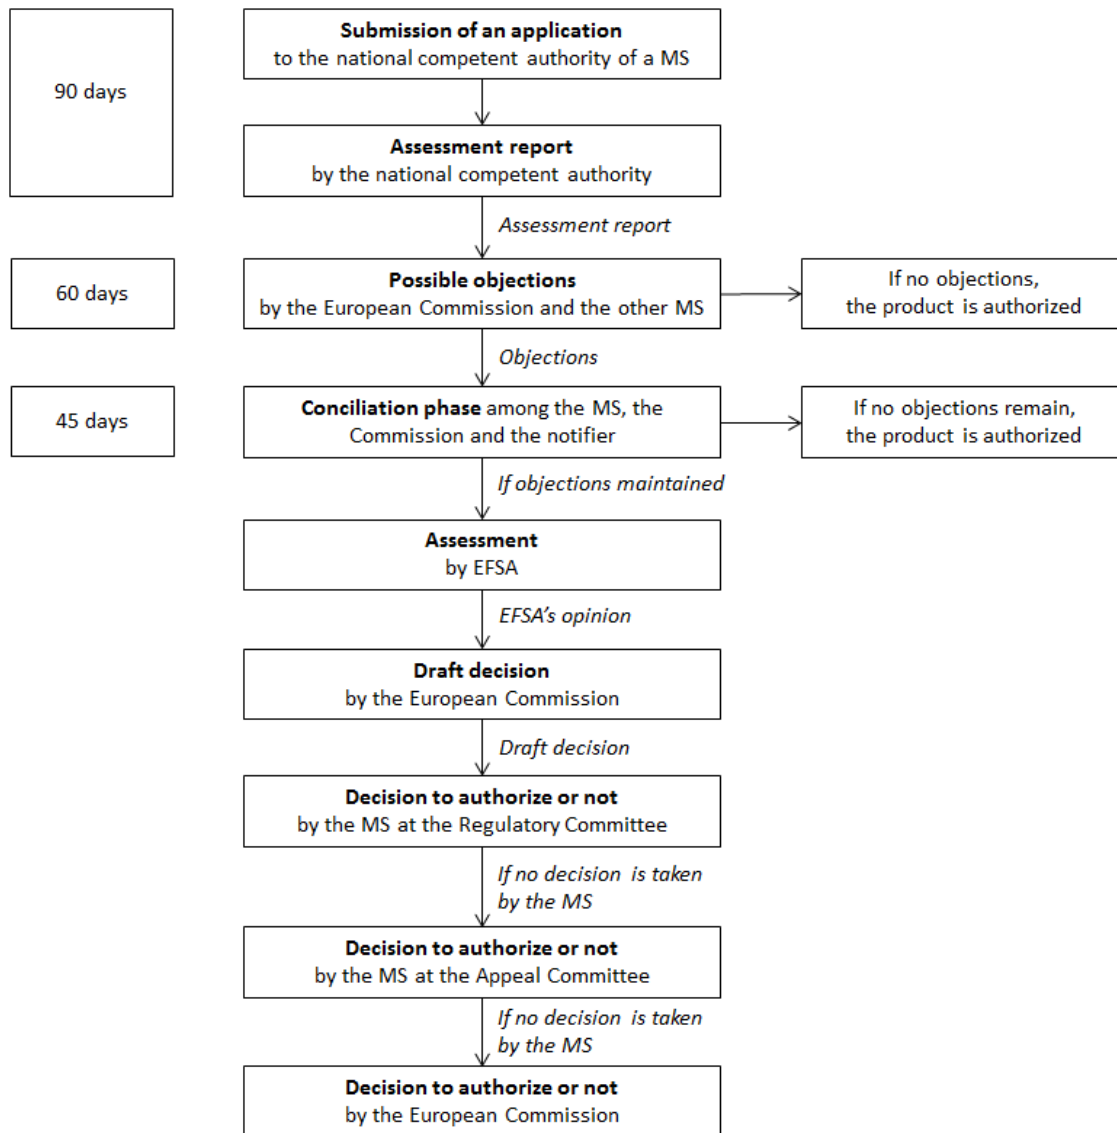 90 days
Submission of an application
to the national competent authority of a MS
Assessment report
by the national competent authority
Assessment report
60 days
Possible objections
by the European Commission and the other MS
If no objections,
the product is authorized
Objections
45 days
Conciliation phase among the MS, the
Commission and the notifier
If no objections remain,
the product is authorized
If objections maintained
Assessment
by EFSA
EFSA's opinion
Draft decision
by the European Commission
Draft decision
Decision to authorize or not
by the MS at the Regulatory Committee
If no decision is taken
by the MS
Decision to authorize or not
by the MS at the Appeal Committee
If no decision is taken
by the MS
Decision to authorize or not
by the European Commission